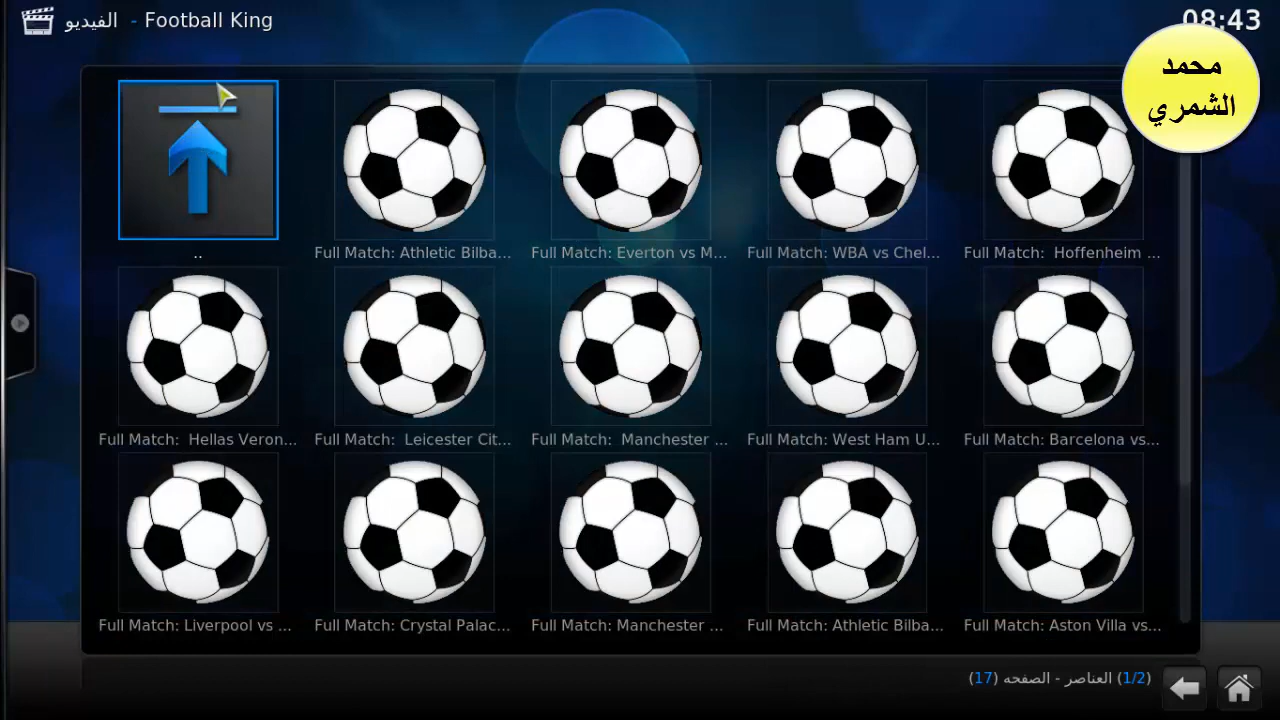 الفيديو - Football King
08:43
محمد
الشمري
..
Full Match: Athletic Bilba...
Full Match: Everton vs M...
Full Match: WBA vs Chel...
Full Match: Hoffenheim ...
Full Match: Hellas Veron...
Full Match: Leicester Cit...
Full Match: Manchester ...
Full Match: West Ham U...
Full Match: Barcelona vs...
Full Match: Liverpool vs ...
Full Match: Crystal Palac...
Full Match: Manchester ...
Full Match: Athletic Bilba...
Full Match: Aston Villa vs...
(1/2) العناصر - الصفحه (17)